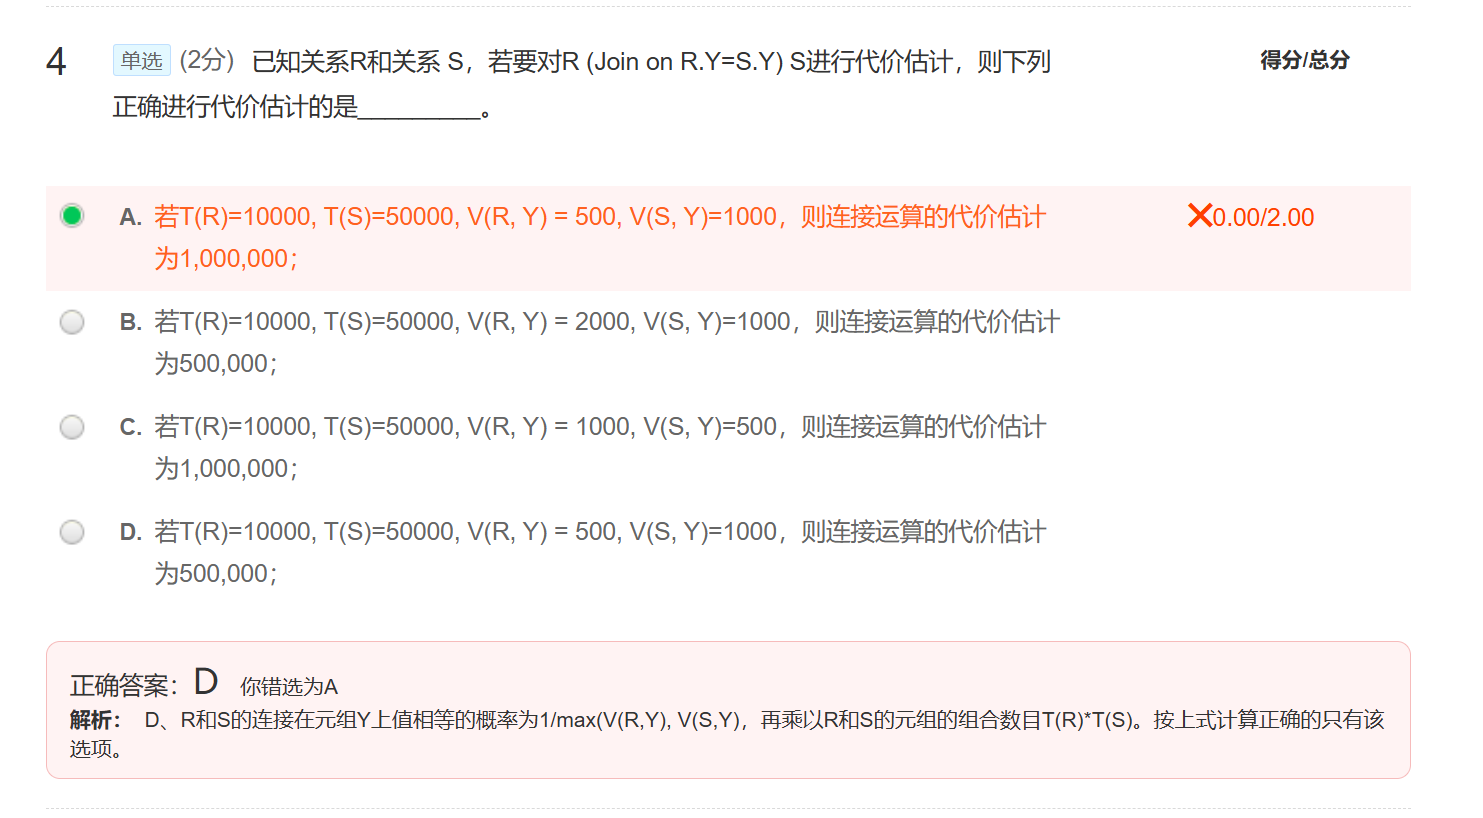 4 单选 (2分) 已知关系R和关系 S，若要对R (Join on R.Y=S.Y) S进行代价估计，则下列 得分/总分
正确进行代价估计的是_________。
A. 若T(R)=10000, T(S)=50000, V(R, Y) = 500, V(S, Y)=1000，则连接运算的代价估计 ✕0.00/2.00
为1,000,000；
B. 若T(R)=10000, T(S)=50000, V(R, Y) = 2000, V(S, Y)=1000，则连接运算的代价估计
为500,000；
C. 若T(R)=10000, T(S)=50000, V(R, Y) = 1000, V(S, Y)=500，则连接运算的代价估计
为1,000,000；
D. 若T(R)=10000, T(S)=50000, V(R, Y) = 500, V(S, Y)=1000，则连接运算的代价估计
为500,000；
正确答案：D 你错选为A
解析： D、R和S的连接在元组Y上值相等的概率为1/max(V(R,Y), V(S,Y)，再乘以R和S的元组的组合数目T(R)*T(S)。按上式计算正确的只有该
选项。